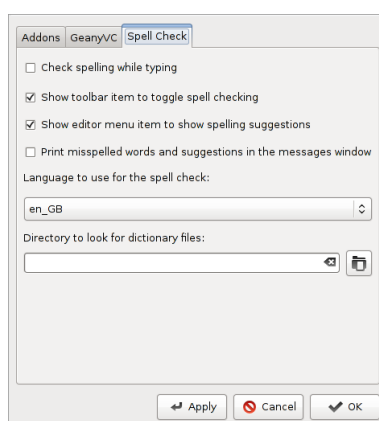 Addons GeanyVC Spell Check
Check spelling while typing
Show toolbar item to toggle spell checking
Show editor menu item to show spelling suggestions
Print misspelled words and suggestions in the messages window
Language to use for the spell check:
en_GB
Directory to look for dictionary files:
Apply Cancel OK